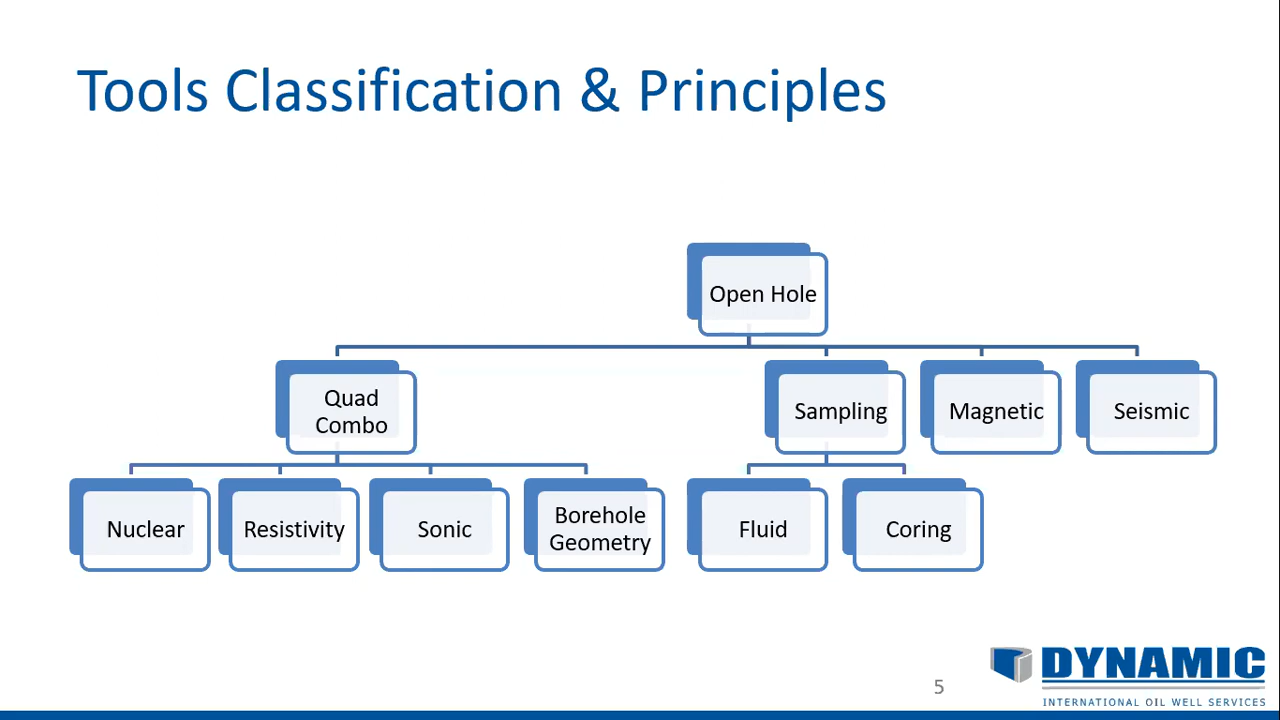 Tools Classification & Principles
Open Hole
Quad
Combo
Sampling
Magnetic
Seismic
Nuclear
Resistivity
Sonic
Borehole
Geometry
Fluid
Coring
5
DYNAMIC
INTERNATIONAL OIL WELL SERVICES